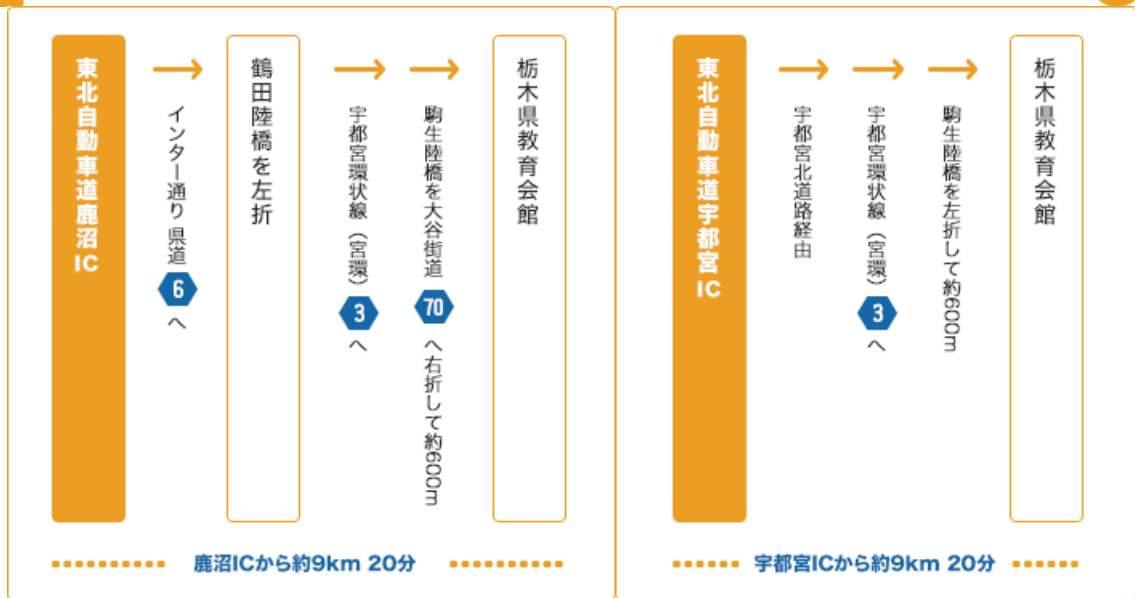 東北自動車道鹿沼IC
インター通り 県道 6 へ
鶴田陸橋を左折
宇都宮環状線（宮環） 3 へ
駒生陸橋を大谷街道 70 へ右折して約600m
栃木県教育会館
鹿沼ICから約9km 20分
東北自動車道宇都宮IC
宇都宮北道路経由
宇都宮環状線（宮環） 3 へ
駒生陸橋を左折して約600m
栃木県教育会館
宇都宮ICから約9km 20分